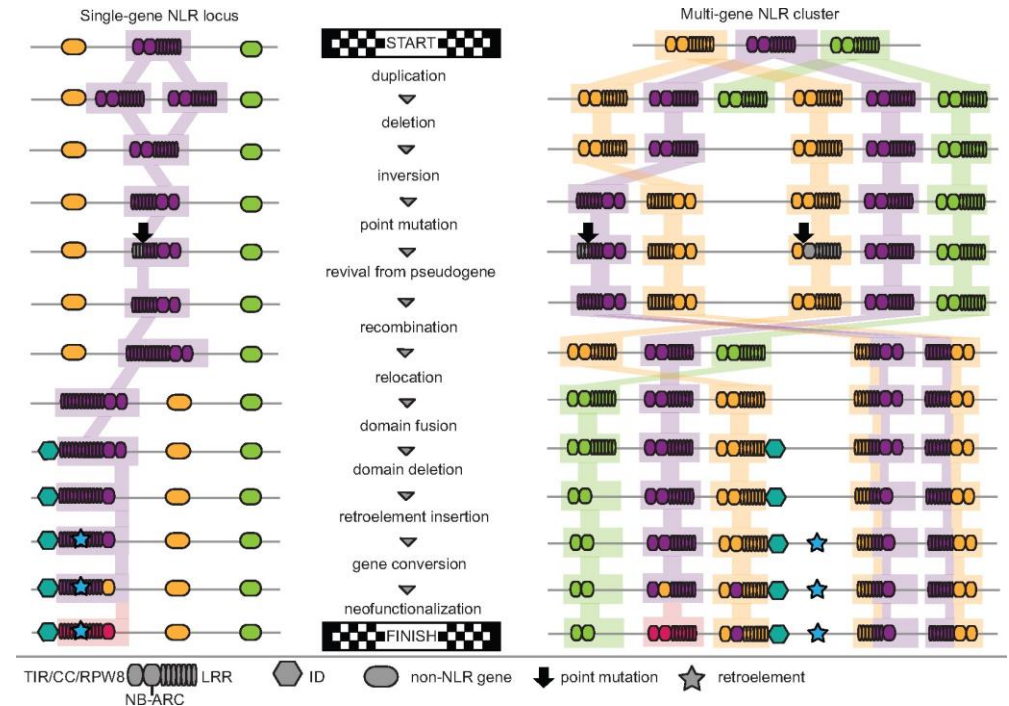 Single-gene NLR locus
Multi-gene NLR cluster
START
duplication
deletion
inversion
point mutation
revival from pseudogene
recombination
relocation
domain fusion
domain deletion
retroelement insertion
gene conversion
neofunctionalization
FINISH
TIR/CC/RPW8 LRR ID non-NLR gene point mutation retroelement
NB-ARC